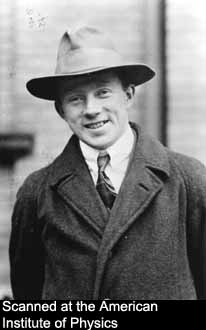 Scanned at the American
Institute of Physics